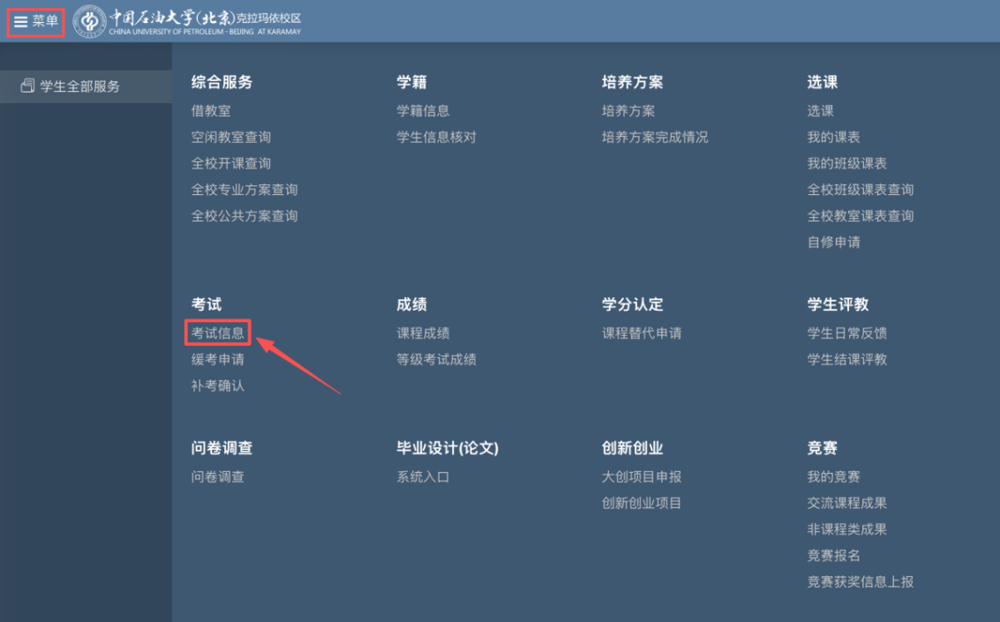 菜单
中国石油大学(北京)克拉玛依校区
CHINA UNIVERSITY OF PETROLEUM - BEIJING AT KARAMAY
学生全部服务
综合服务
借教室
空闲教室查询
全校开课查询
全校专业方案查询
全校公共方案查询
学籍
学籍信息
学生信息核对
培养方案
培养方案
培养方案完成情况
选课
选课
我的课表
我的班级课表
全校班级课表查询
全校教室课表查询
自修申请
考试
考试信息
缓考申请
补考确认
成绩
课程成绩
等级考试成绩
学分认定
课程替代申请
学生评教
学生日常反馈
学生结课评教
问卷调查
问卷调查
毕业设计(论文)
系统入口
创新创业
大创项目申报
创新创业项目
竞赛
我的竞赛
交流课程成果
非课程类成果
竞赛报名
竞赛获奖信息上报